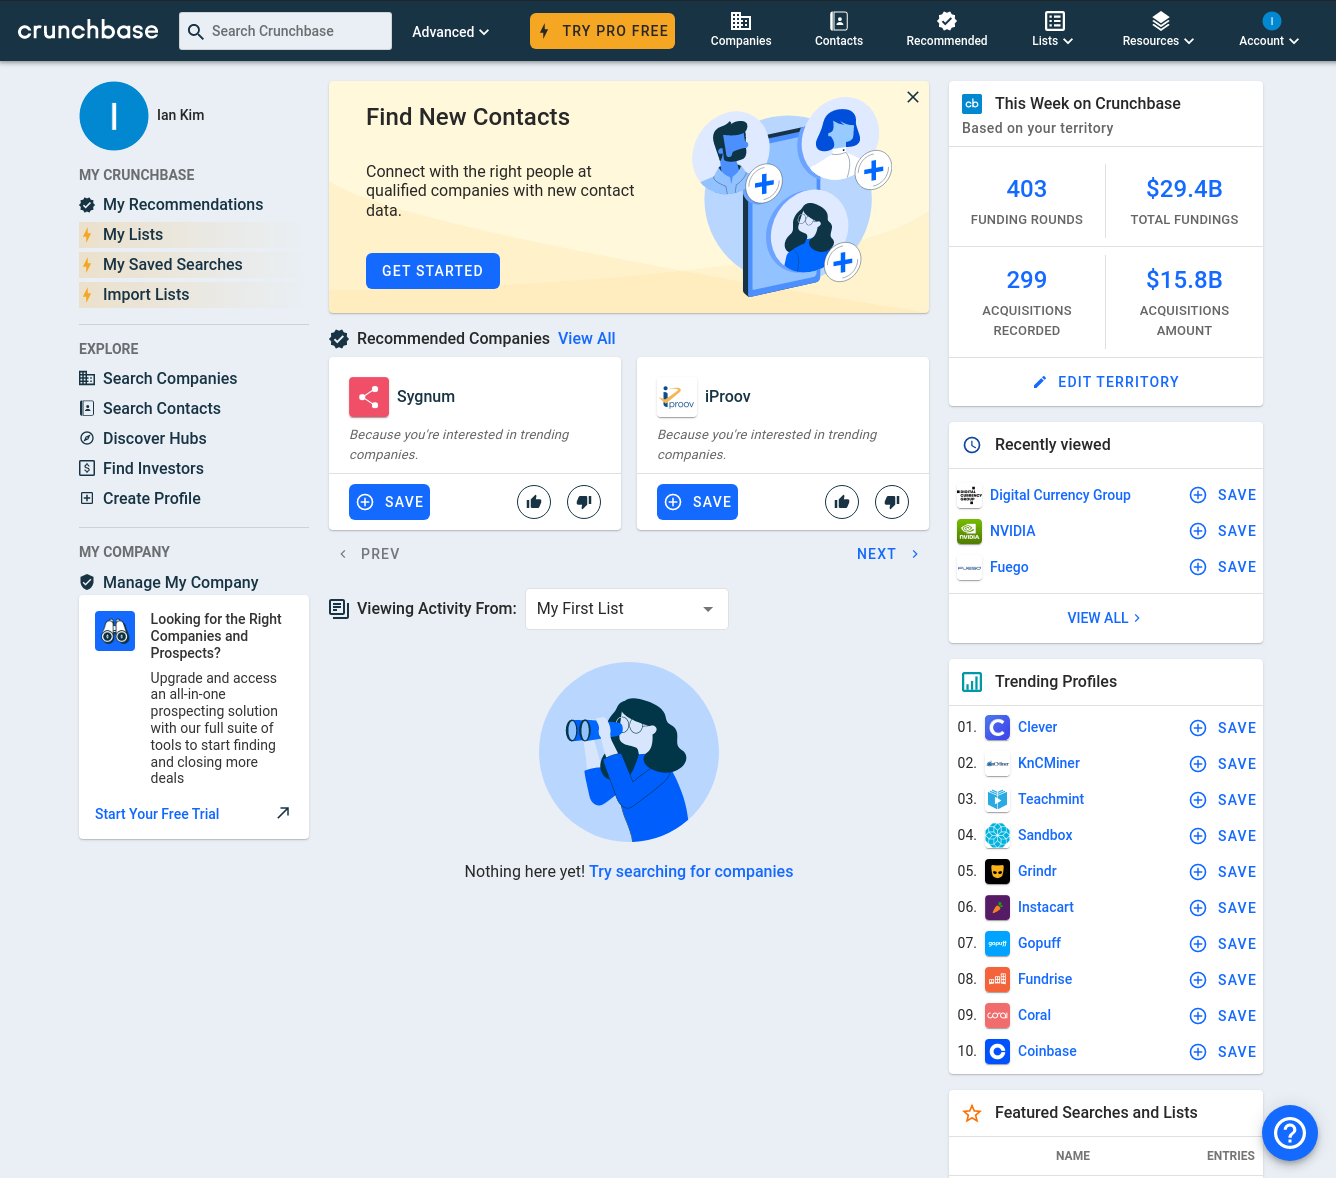 crunchbase
Search Crunchbase
Advanced
TRY PRO FREE
Companies
Contacts
Recommended
Lists
Resources
I
Account
I
Ian Kim
MY CRUNCHBASE
My Recommendations
My Lists
My Saved Searches
Import Lists
EXPLORE
Search Companies
Search Contacts
Discover Hubs
Find Investors
Create Profile
MY COMPANY
Manage My Company
Looking for the Right
Companies and
Prospects?
Upgrade and access
an all-in-one
prospecting solution
with our full suite of
tools to start finding
and closing more
deals
Start Your Free Trial
Find New Contacts
Connect with the right people at
qualified companies with new contact
data.
GET STARTED
Recommended Companies View All
Sygnum
Because you're interested in trending
companies.
SAVE
iproov
iProov
Because you're interested in trending
companies.
SAVE
PREV
NEXT
Viewing Activity From: My First List
Nothing here yet! Try searching for companies
cb This Week on Crunchbase
Based on your territory
403
FUNDING ROUNDS
$29.4B
TOTAL FUNDINGS
299
ACQUISITIONS
RECORDED
$15.8B
ACQUISITIONS
AMOUNT
EDIT TERRITORY
Recently viewed
DIGITAL
CURRENCY
GROUP
Digital Currency Group SAVE
NVIDIA NVIDIA SAVE
FUEGO Fuego SAVE
VIEW ALL
Trending Profiles
01. C Clever SAVE
02. KnCMiner KnCMiner SAVE
03. Teachmint SAVE
04. Sandbox SAVE
05. Grindr SAVE
06. Instacart SAVE
07. gopuff Gopuff SAVE
08. Fundrise SAVE
09. coral Coral SAVE
10. Coinbase SAVE
Featured Searches and Lists
NAME ENTRIES